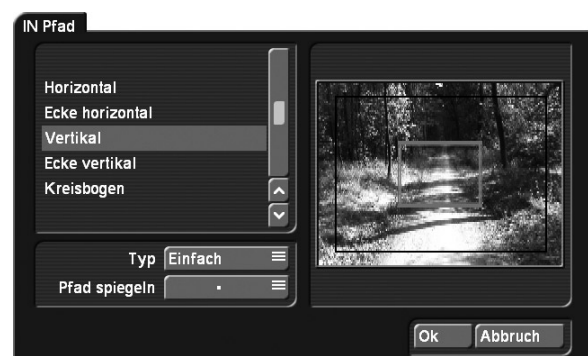 IN Pfad
Horizontal
Ecke horizontal
Vertikal
Ecke vertikal
Kreisbogen
Typ Einfach
Pfad spiegeln
Ok Abbruch